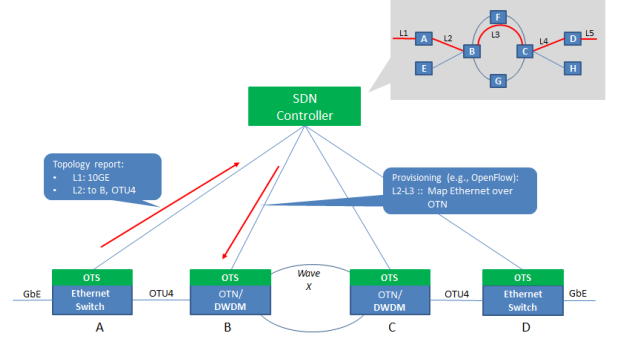 F
L1
A
L2
L3
L4
D
L5
B
C
E
G
H
SDN
Controller
Topology report:
• L1: 10GE
• L2: to B, OTU4
Provisioning (e.g., OpenFlow):
L2-L3 :: Map Ethernet over
OTN
Wave
X
OTS
OTS
OTS
OTS
GbE
Ethernet
Switch
OTU4
OTN/
DWDM
OTN/
DWDM
OTU4
Ethernet
Switch
GbE
A
B
C
D